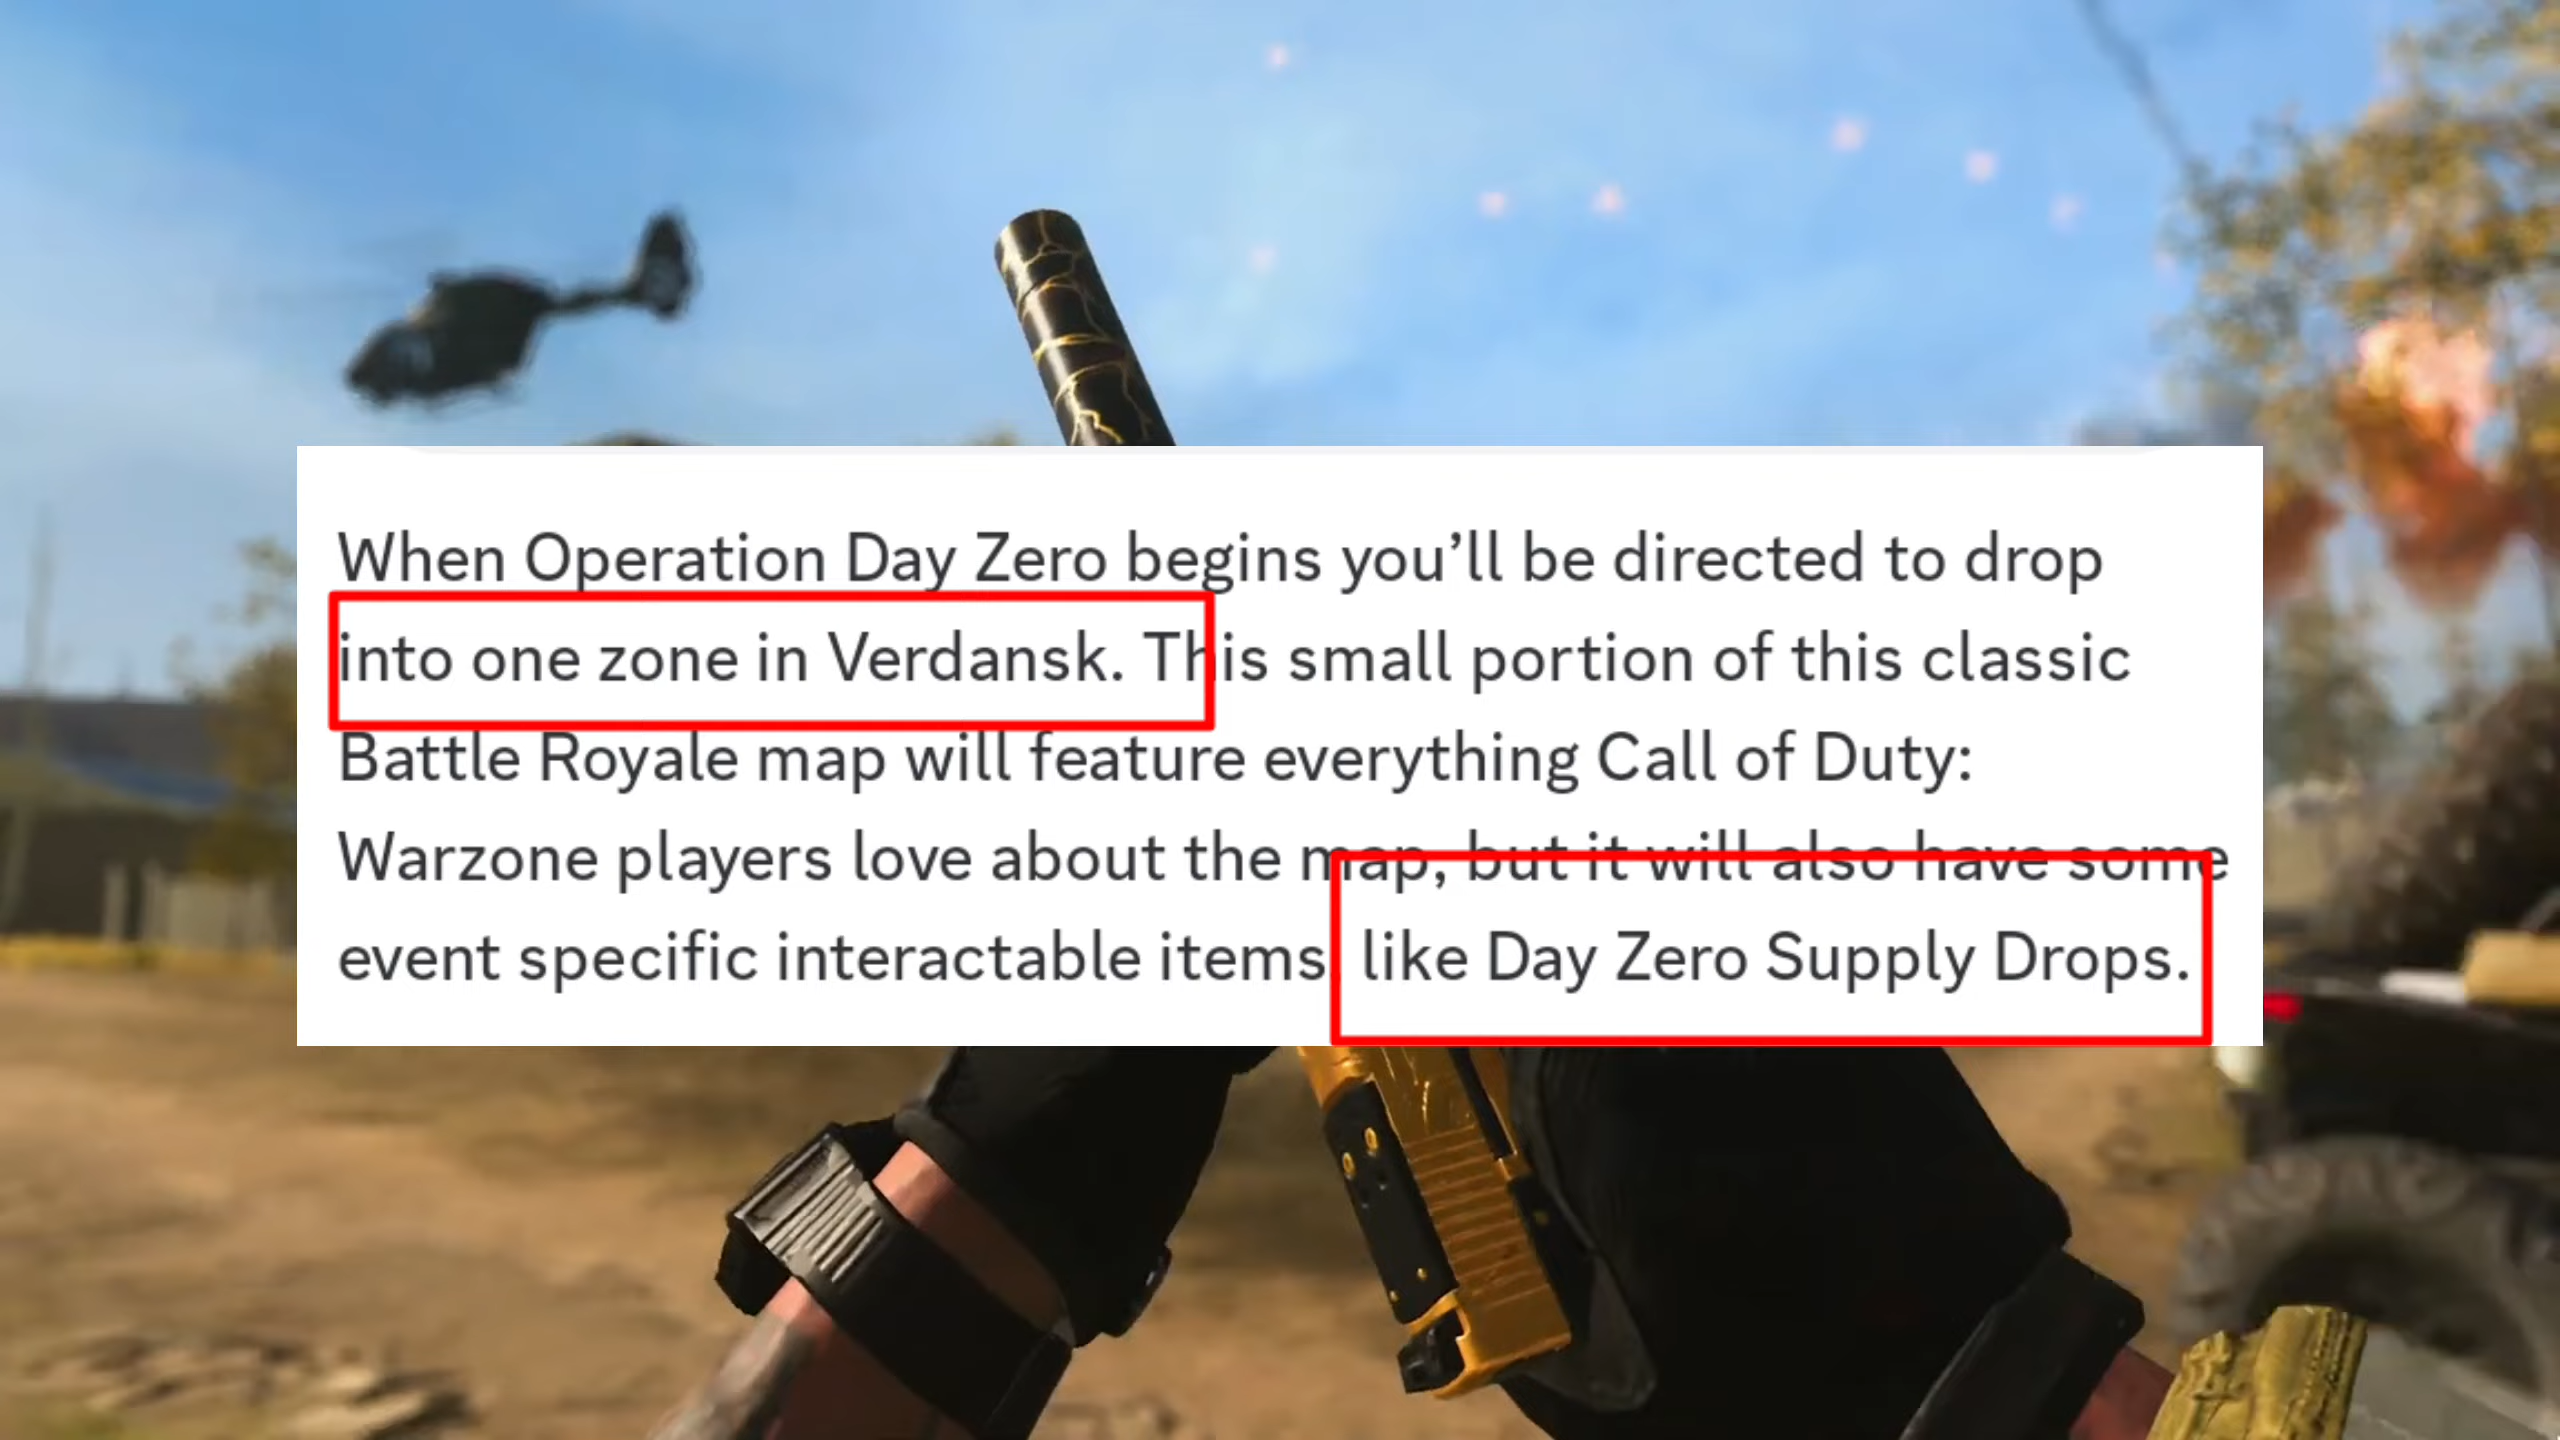 When Operation Day Zero begins you’ll be directed to drop
into one zone in Verdansk. This small portion of this classic
Battle Royale map will feature everything Call of Duty:
Warzone players love about the map, but it will also have some
event specific interactable items, like Day Zero Supply Drops.